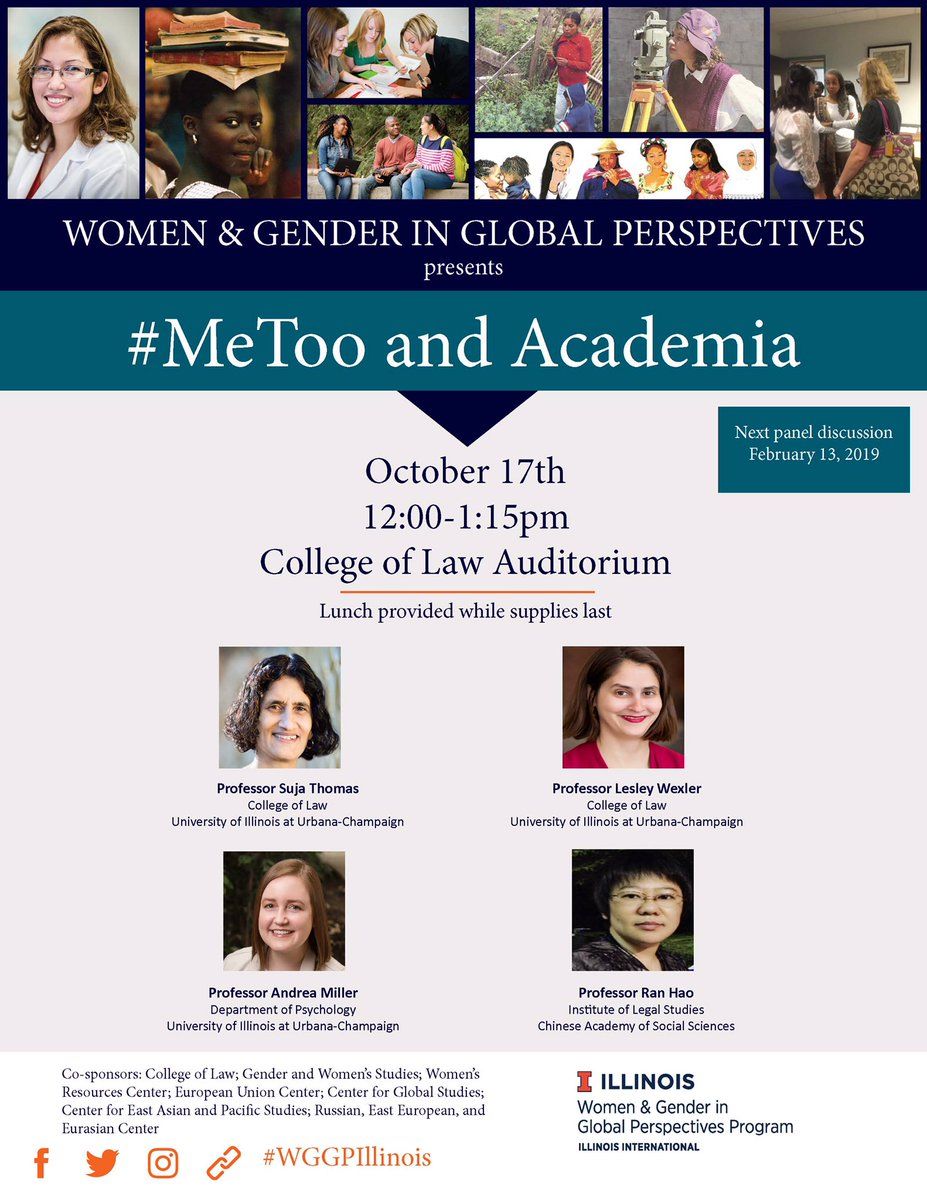 WOMEN & GENDER IN GLOBAL PERSPECTIVES
presents
#MeToo and Academia
Next panel discussion
February 13, 2019
October 17th
12:00-1:15pm
College of Law Auditorium
Lunch provided while supplies last
Professor Suja Thomas
College of Law
University of Illinois at Urbana-Champaign
Professor Lesley Wexler
College of Law
University of Illinois at Urbana-Champaign
Professor Andrea Miller
Department of Psychology
University of Illinois at Urbana-Champaign
Professor Ran Hao
Institute of Legal Studies
Chinese Academy of Social Sciences
Co-sponsors: College of Law; Gender and Women's Studies; Women's
Resources Center; European Union Center; Center for Global Studies;
Center for East Asian and Pacific Studies; Russian, East European, and
Eurasian Center
#WGGPIllinois
I ILLINOIS
Women & Gender in
Global Perspectives Program
ILLINOIS INTERNATIONAL